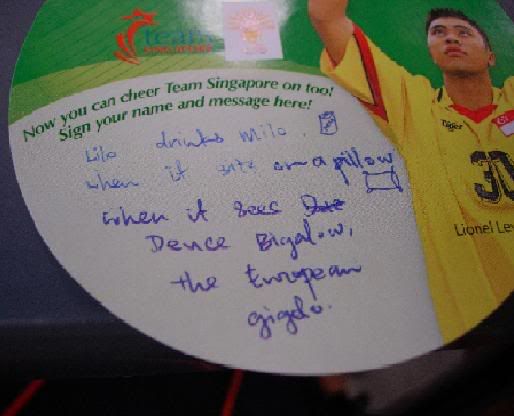 team
SINGAPORE
Now you can cheer Team Singapore on too!
Sign your name and message here!
Lilo drinks Milo.
when it sits on a pillow
when it sees
Deuce Bigalow,
the European
gigolo.
Tiger
30
Lionel Le